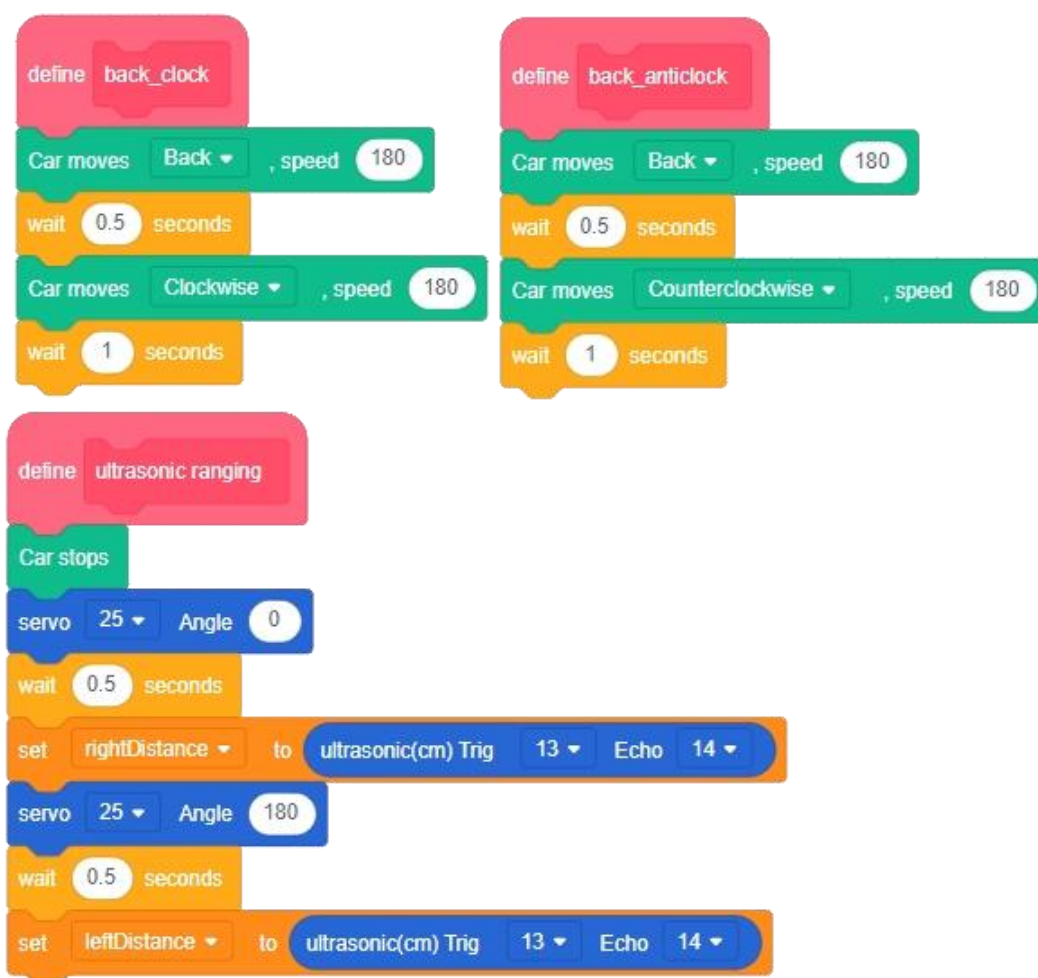 define back_clock
Car moves Back , speed 180
wait 0.5 seconds
Car moves Clockwise , speed 180
wait 1 seconds
define back_anticlock
Car moves Back , speed 180
wait 0.5 seconds
Car moves Counterclockwise , speed 180
wait 1 seconds
define ultrasonic ranging
Car stops
servo 25 Angle 0
wait 0.5 seconds
set rightDistance to ultrasonic(cm) Trig 13 Echo 14
servo 25 Angle 180
wait 0.5 seconds
set leftDistance to ultrasonic(cm) Trig 13 Echo 14